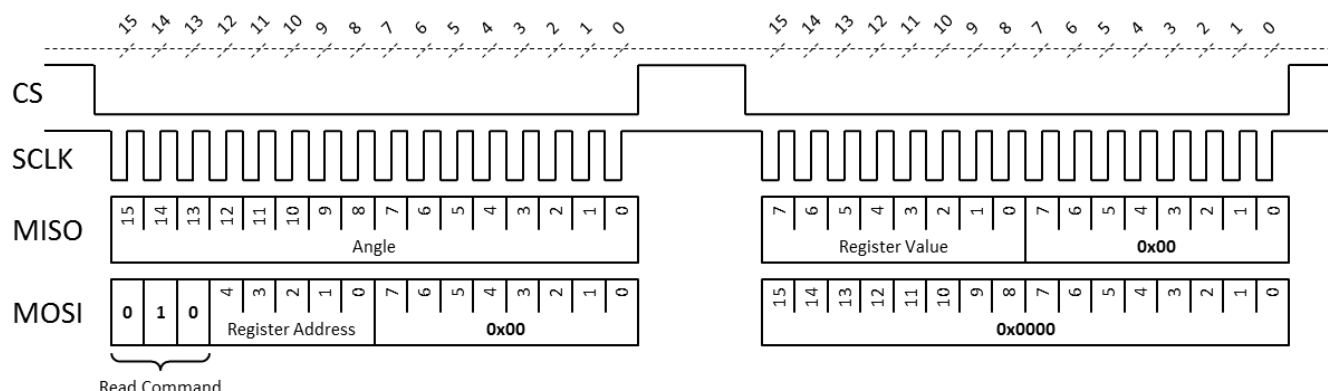 15 14 13 12 11 10 9 8 7 6 5 4 3 2 1 0 15 14 13 12 11 10 9 8 7 6 5 4 3 2 1 0
CS
SCLK
MISO 15 14 13 12 11 10 9 8 7 6 5 4 3 2 1 0 7 6 5 4 3 2 1 0 7 6 5 4 3 2 1 0
Angle Register Value 0x00
MOSI 0 1 0 4 3 2 1 0 7 6 5 4 3 2 1 0 15 14 13 12 11 10 9 8 7 6 5 4 3 2 1 0
Register Address 0x00 0x0000
Read Command